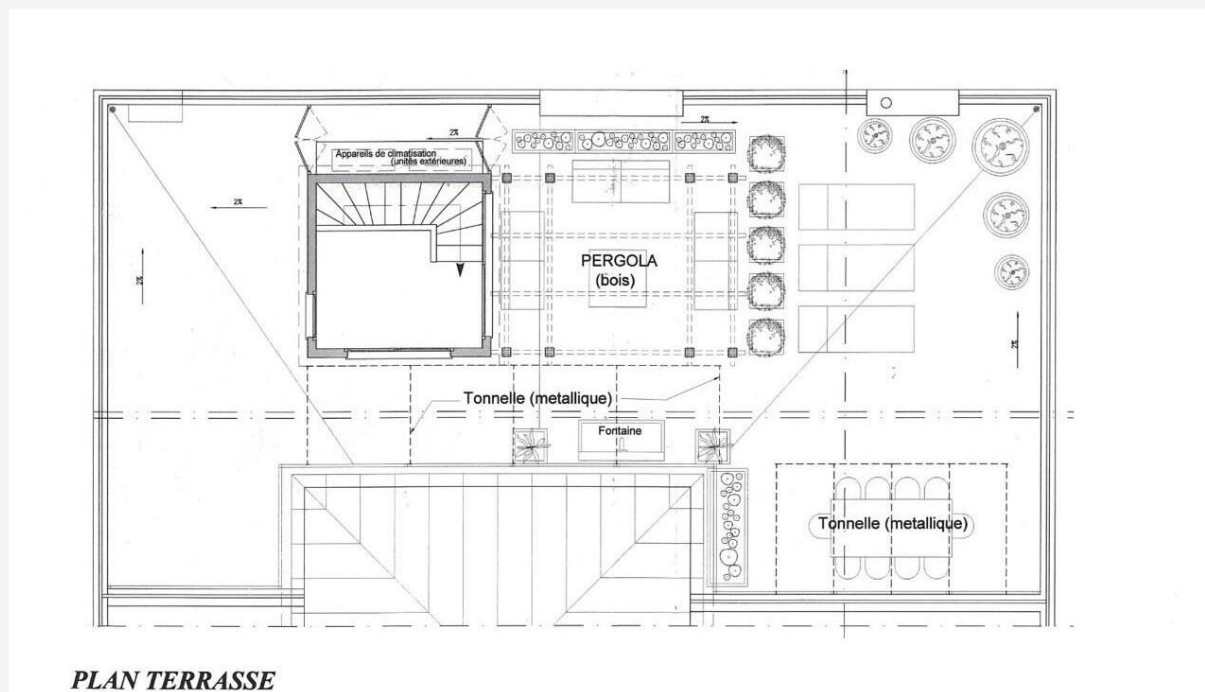 2%
2%
Appareils de climatisation
(unités extérieures)
2%
2%
PERGOLA
(bois)
2%
Tonnelle (metallique)
Fontaine
Tonnelle (metallique)
PLAN TERRASSE